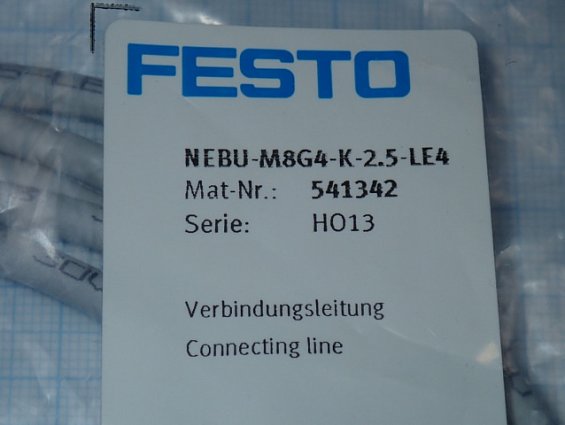 FESTO
NEBU-M8G4-K-2.5-LE4
Mat-Nr.: 541342
Serie: HO13
Verbindungsleitung
Connecting line